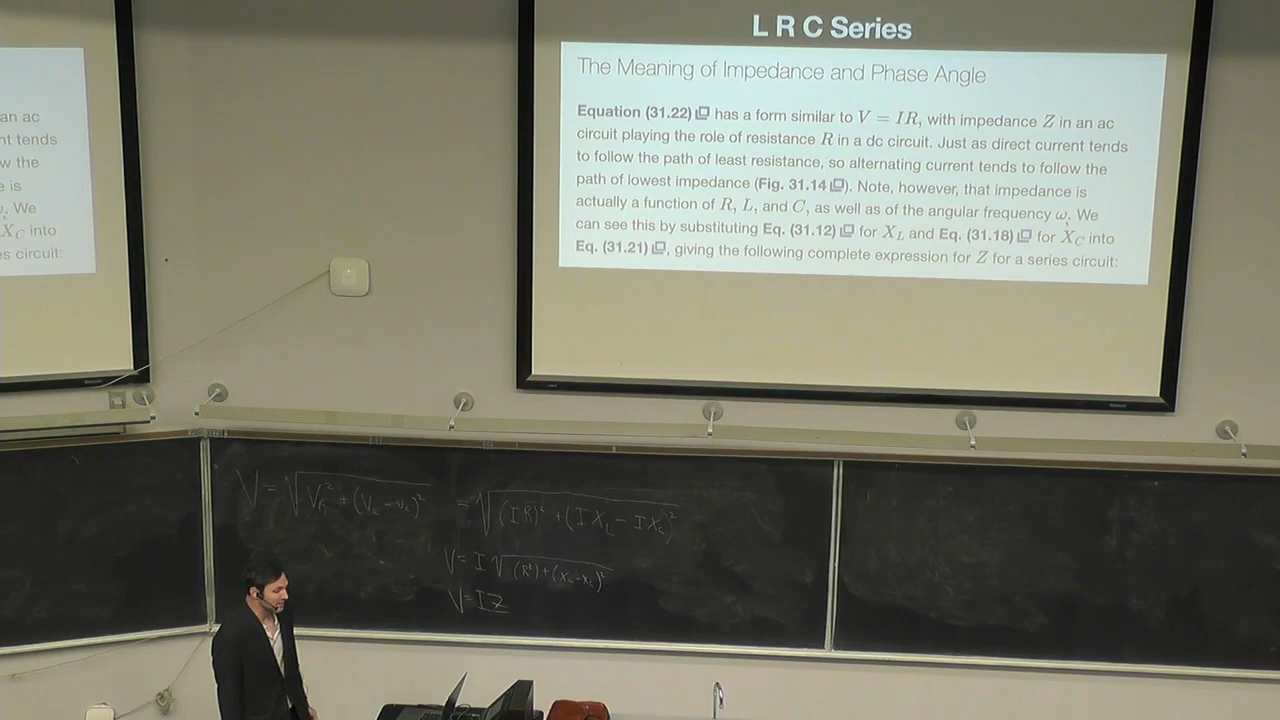 L R C Series
The Meaning of Impedance and Phase Angle
Equation (31.22) has a form similar to V = IR, with impedance Z in an ac
circuit playing the role of resistance R in a dc circuit. Just as direct current tends
to follow the path of least resistance, so alternating current tends to follow the
path of lowest impedance (Fig. 31.14). Note, however, that impedance is
actually a function of R, L, and C, as well as of the angular frequency ω. We
can see this by substituting Eq. (31.12) for X_L and Eq. (31.18) for X_C into
Eq. (31.21), giving the following complete expression for Z for a series circuit:
an ac
nt tends
w the
e is
ω. We
X_C into
es circuit:
V = √(V_R² + (V_L - V_C)²) = √((IR)² + (IX_L - IX_C)²)
V = I √((R²) + (X_L - X_C)²)
V = IZ